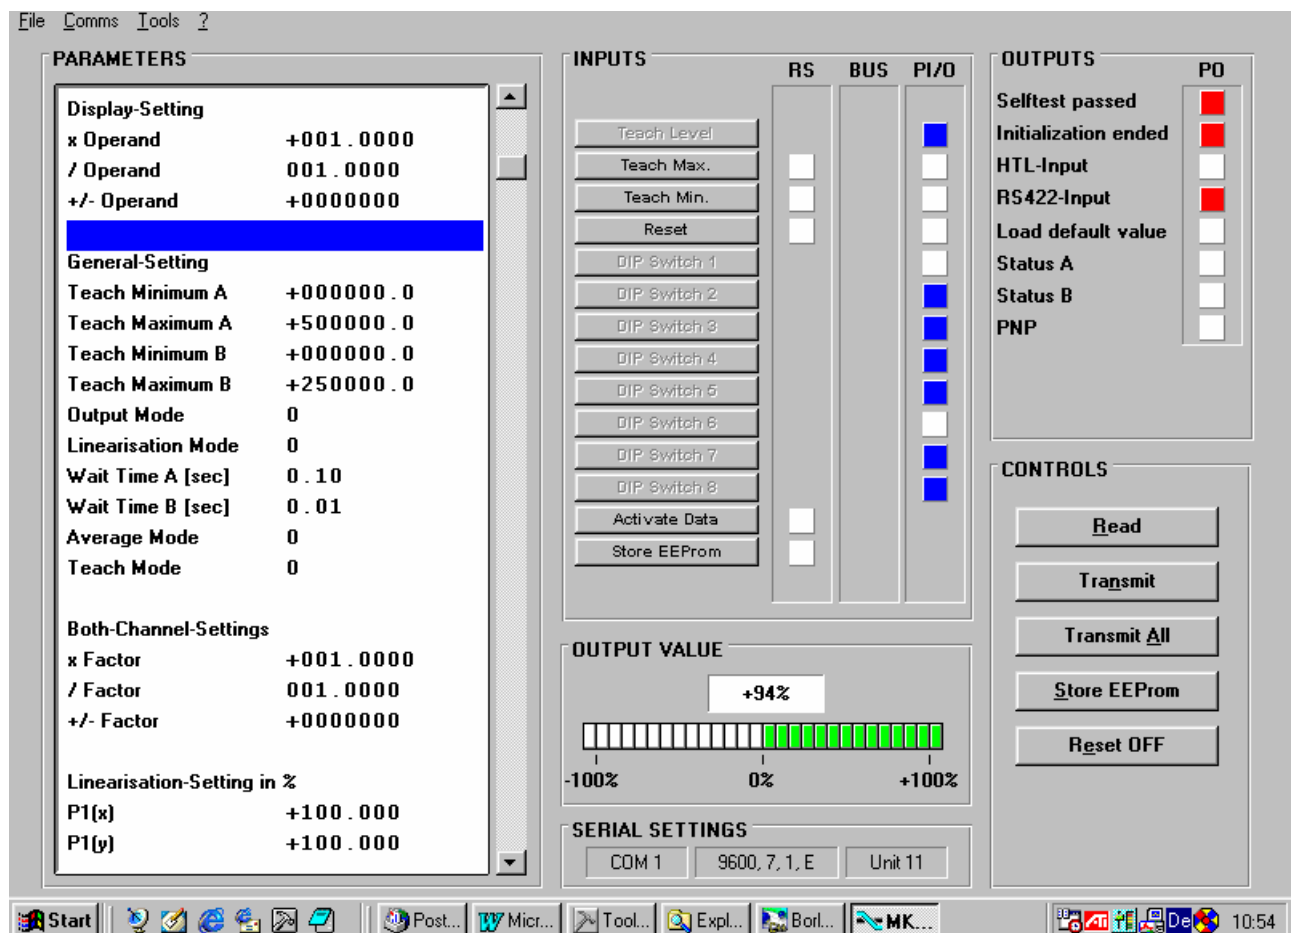 File Comms Tools ?
PARAMETERS
Display-Setting
x Operand +001.0000
/ Operand 001.0000
+/- Operand +0000000
General-Setting
Teach Minimum A +000000.0
Teach Maximum A +500000.0
Teach Minimum B +000000.0
Teach Maximum B +250000.0
Output Mode 0
Linearisation Mode 0
Wait Time A [sec] 0.10
Wait Time B [sec] 0.01
Average Mode 0
Teach Mode 0
Both-Channel-Settings
x Factor +001.0000
/ Factor 001.0000
+/- Factor +0000000
Linearisation-Setting in %
P1(x) +100.000
P1(y) +100.000
INPUTS
RS BUS PI/O
Teach Level
Teach Max.
Teach Min.
Reset
DIP Switch 1
DIP Switch 2
DIP Switch 3
DIP Switch 4
DIP Switch 5
DIP Switch 6
DIP Switch 7
DIP Switch 8
Activate Data
Store EEProm
OUTPUT VALUE
+94%
-100% 0% +100%
SERIAL SETTINGS
COM 1 9600, 7, 1, E Unit 11
OUTPUTS
PO
Selftest passed
Initialization ended
HTL-Input
RS422-Input
Load default value
Status A
Status B
PNP
CONTROLS
Read
Transmit
Transmit All
Store EEProm
Reset OFF
Start Post... Micr... Tool... Expl... Borl... MK... De 10:54